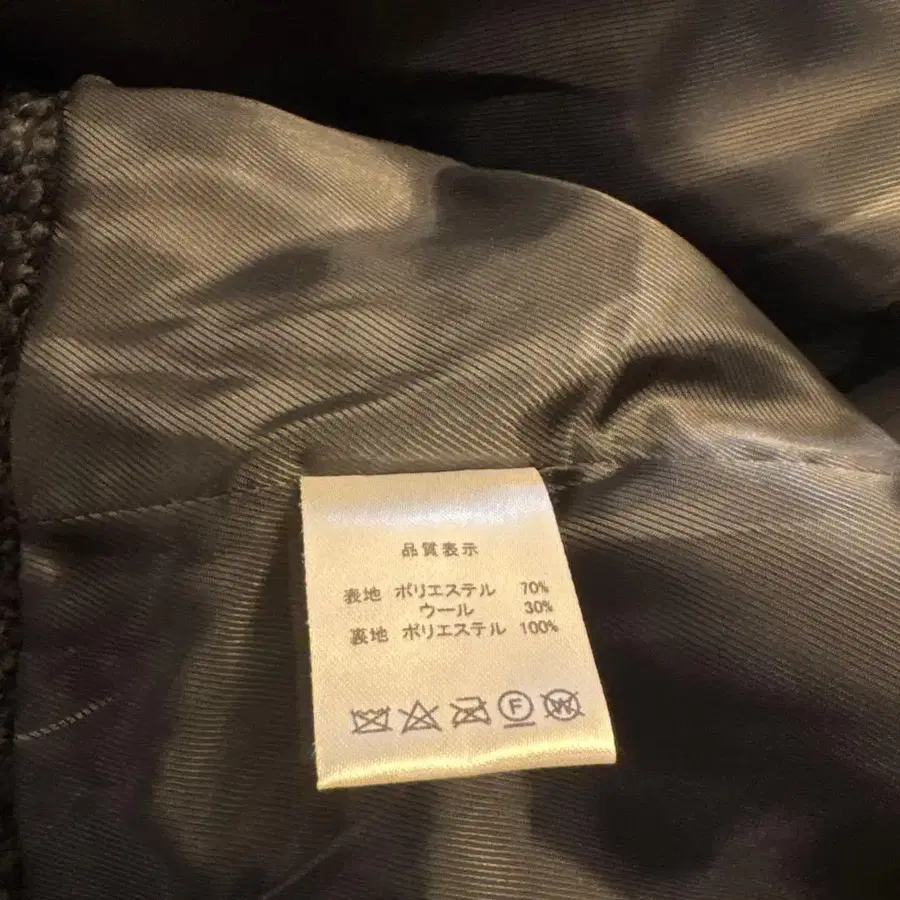 品質表示
表地 ポリエステル 70%
ウール 30%
裏地 ポリエステル 100%
F W